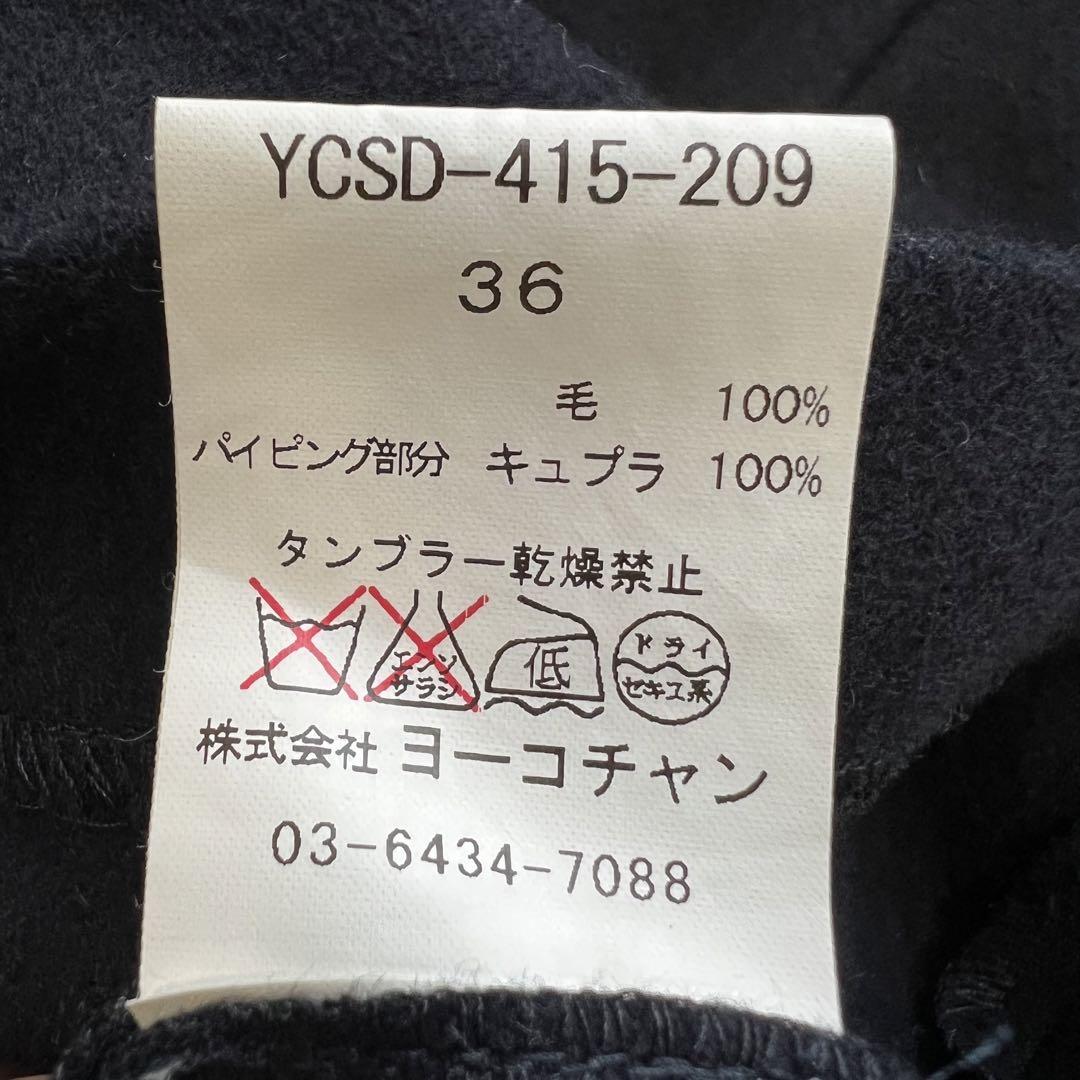 YCSD-415-209
36
毛 100%
パイピング部分 キュプラ 100%
タンブラー乾燥禁止
エンソ
サラシ
低
ドライ
セキユ系
株式会社 ヨーコチャン
03-6434-7088